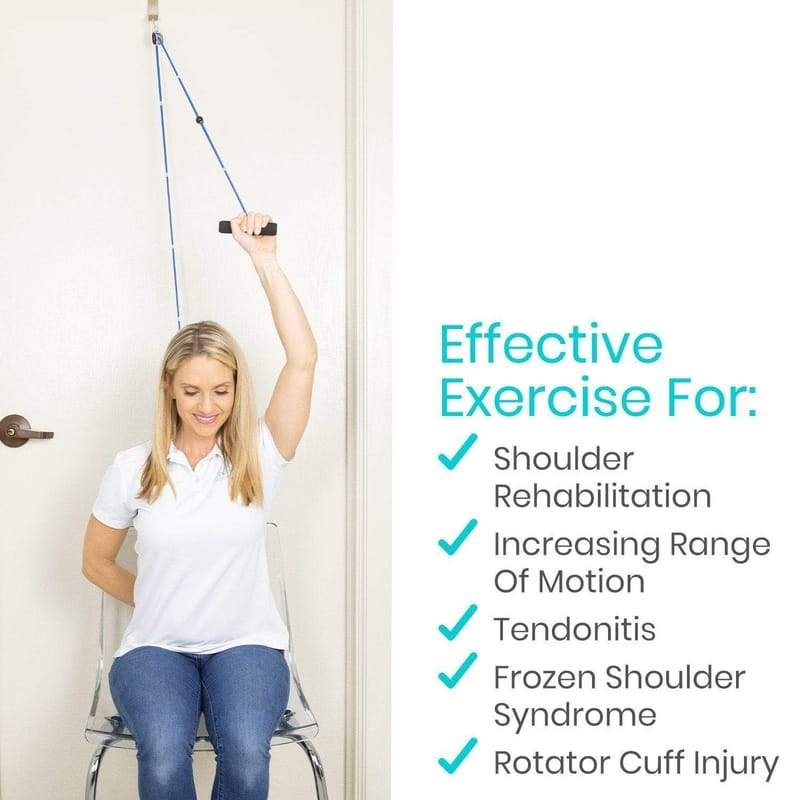 Effective
Exercise For:
Shoulder
Rehabilitation
Increasing Range
Of Motion
Tendonitis
Frozen Shoulder
Syndrome
Rotator Cuff Injury